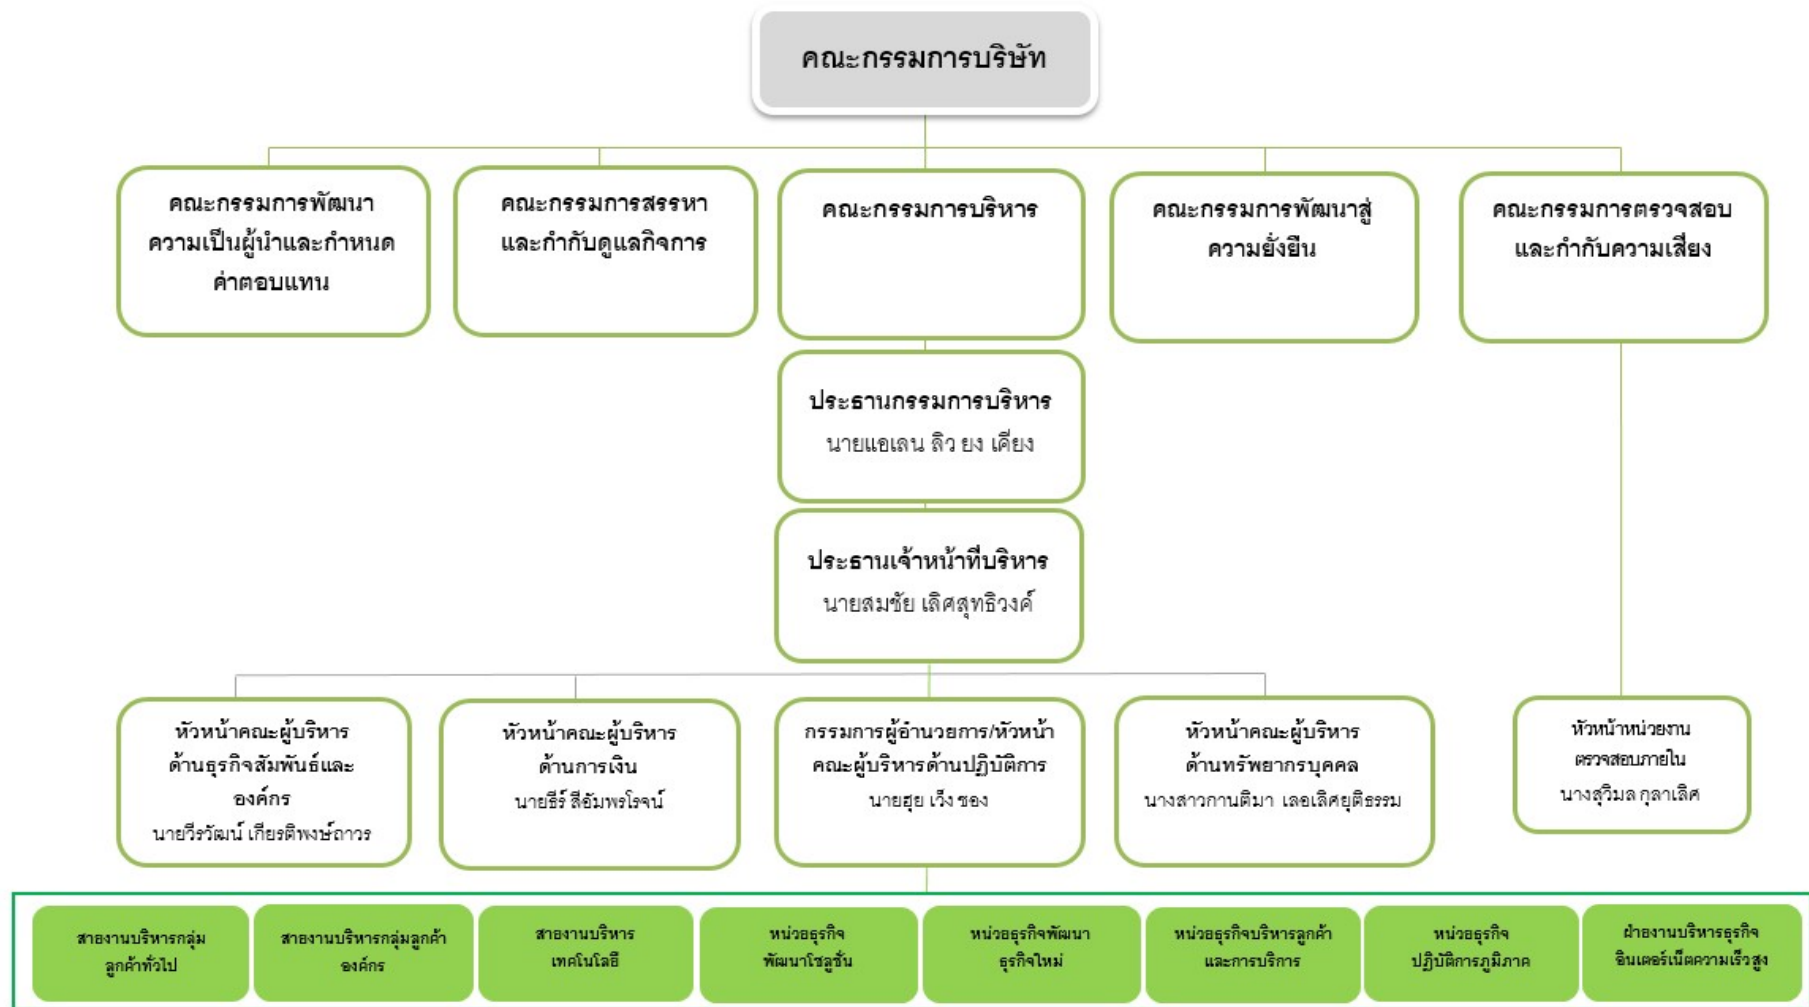 คณะกรรมการบริษัท
คณะกรรมการพัฒนา
ความเป็นผู้นำและกำหนด
ค่าตอบแทน
คณะกรรมการสรรหา
และกำกับดูแลกิจการ
คณะกรรมการบริหาร
คณะกรรมการพัฒนาสู่
ความยั่งยืน
คณะกรรมการตรวจสอบ
และกำกับความเสี่ยง
ประธานกรรมการบริหาร
นายแอเลน ลิว ยง เคียง
ประธานเจ้าหน้าที่บริหาร
นายสมชัย เลิศสุทธิวงค์
หัวหน้าคณะผู้บริหาร
ด้านธุรกิจสัมพันธ์และ
องค์กร
นายวีรวัฒน์ เกียรติพงษ์ถาวร
หัวหน้าคณะผู้บริหาร
ด้านการเงิน
นายธีร์ สีอัมพรโรจน์
กรรมการผู้อำนวยการ/หัวหน้า
คณะผู้บริหารด้านปฏิบัติการ
นายฮุย เว็ง ชอง
หัวหน้าคณะผู้บริหาร
ด้านทรัพยากรบุคคล
นางสาวกานติมา เลอเลิศยุติธรรม
หัวหน้าหน่วยงาน
ตรวจสอบภายใน
นางสุวิมล กุลาเลิศ
สายงานบริหารกลุ่ม
ลูกค้าทั่วไป
สายงานบริหารกลุ่มลูกค้า
องค์กร
สายงานบริหาร
เทคโนโลยี
หน่วยธุรกิจ
พัฒนาโซลูชั่น
หน่วยธุรกิจพัฒนา
ธุรกิจใหม่
หน่วยธุรกิจบริหารลูกค้า
และการบริการ
หน่วยธุรกิจ
ปฏิบัติการภูมิภาค
ฝ่ายงานบริหารธุรกิจ
อินเตอร์เน็ตความเร็วสูง